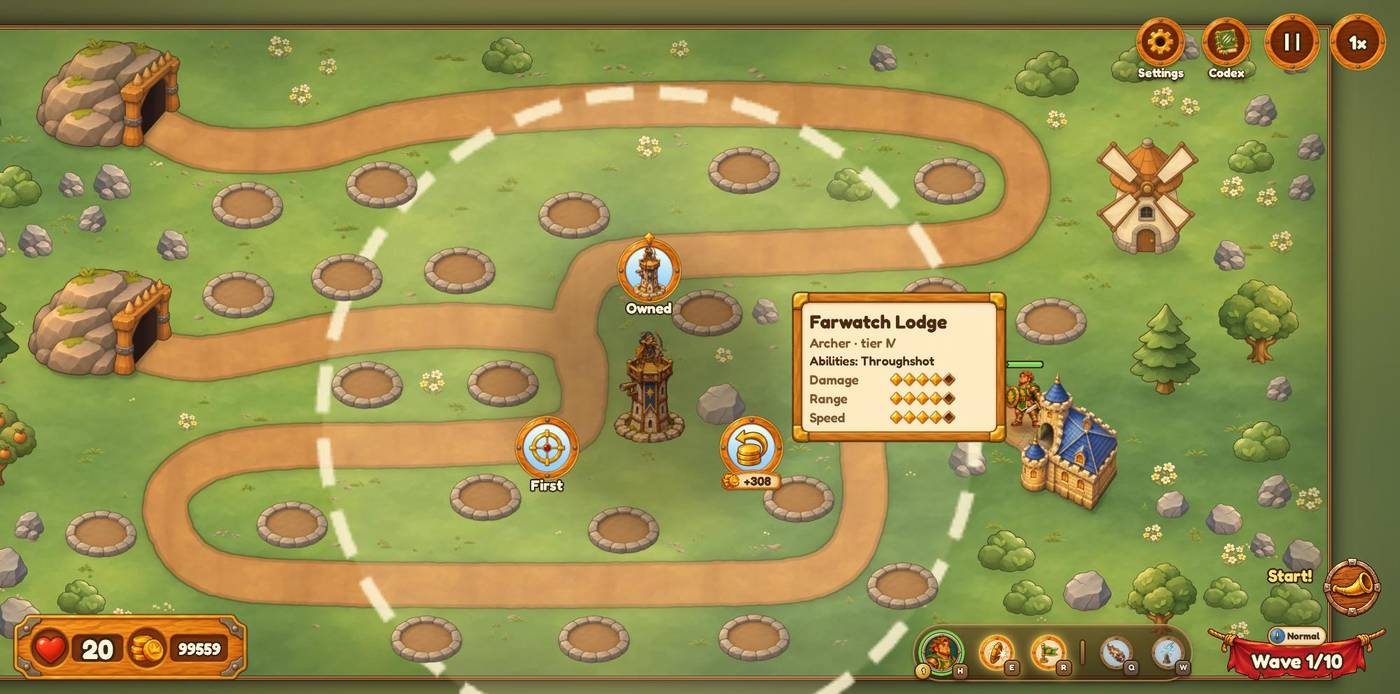 Settings
Codex
1x
Owned
Farwatch Lodge
Archer · tier IV
Abilities: Throughshot
Damage
Range
Speed
First
+308
Start!
20
99559
1
H
E
R
Q
W
Normal
Wave 1/10